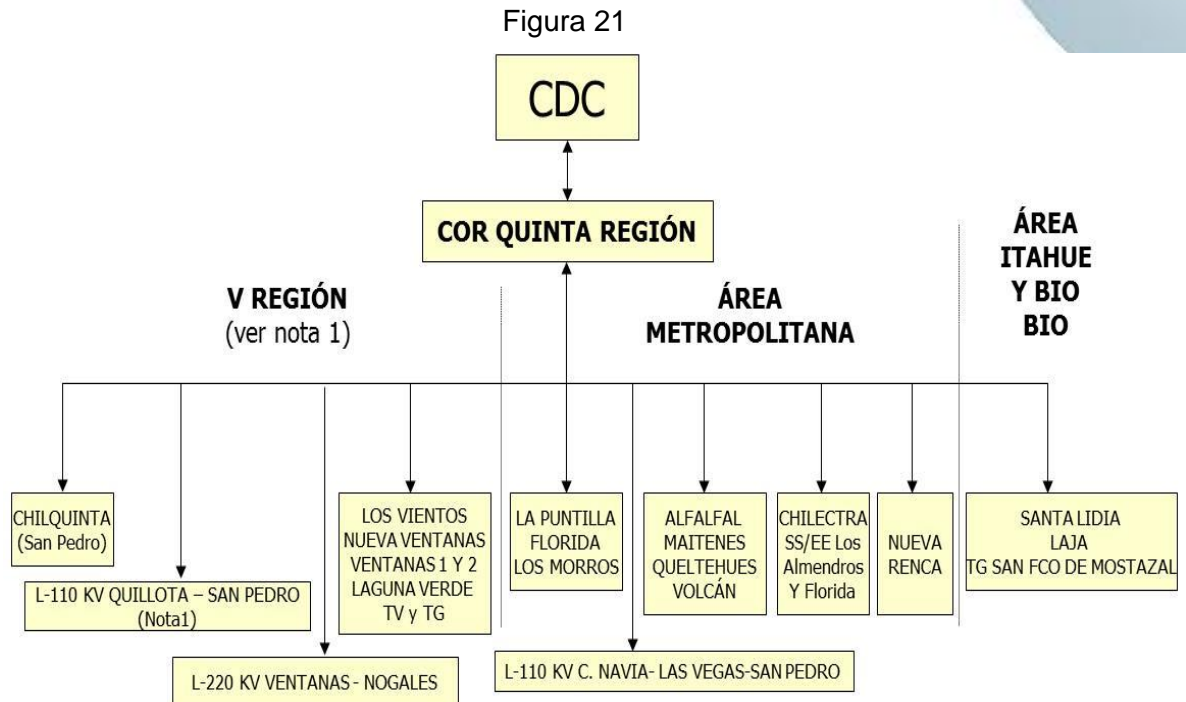 Figura 21
CDC
COR QUINTA REGIÓN
V REGIÓN
(ver nota 1)
ÁREA
METROPOLITANA
ÁREA
ITAHUE
Y BIO
BIO
CHILQUINTA
(San Pedro)
L-110 KV QUILLOTA – SAN PEDRO
(Nota1)
L-220 KV VENTANAS - NOGALES
LOS VIENTOS
NUEVA VENTANAS
VENTANAS 1 Y 2
LAGUNA VERDE
TV y TG
LA PUNTILLA
FLORIDA
LOS MORROS
L-110 KV C. NAVIA- LAS VEGAS-SAN PEDRO
ALFALFAL
MAITENES
QUELTEHUES
VOLCÁN
CHILECTRA
SS/EE Los
Almendros
Y Florida
NUEVA
RENCA
SANTA LIDIA
LAJA
TG SAN FCO DE MOSTAZAL